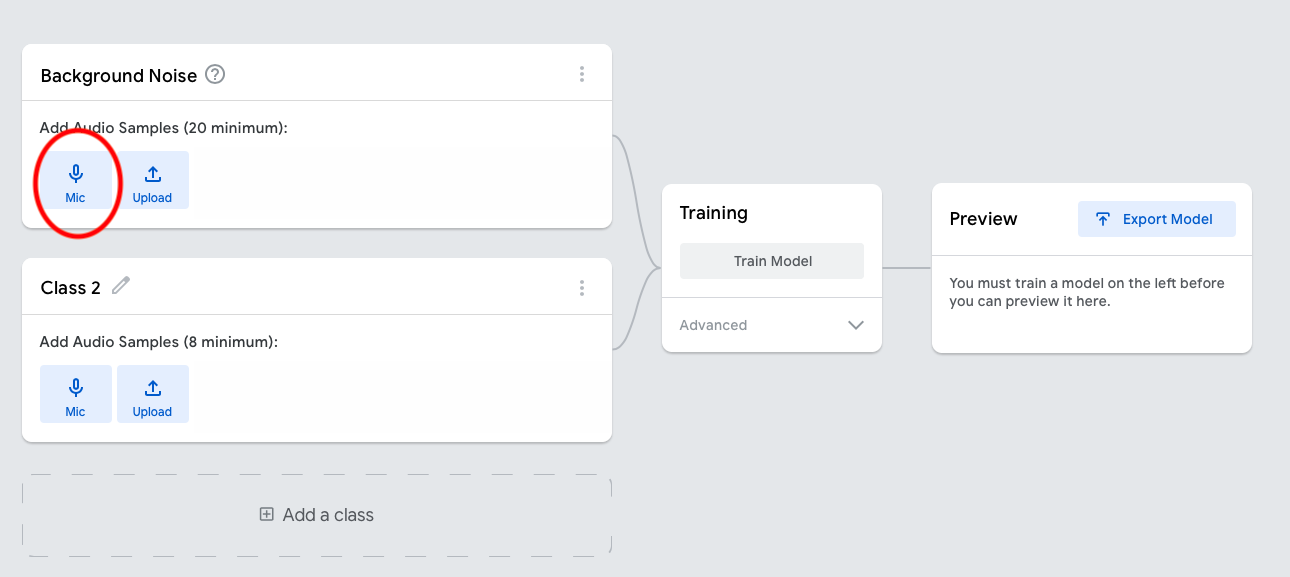 Background Noise
Add Audio Samples (20 minimum):
Mic
Upload
Class 2
Add Audio Samples (8 minimum):
Mic
Upload
Add a class
Training
Train Model
Advanced
Preview
Export Model
You must train a model on the left before
you can preview it here.